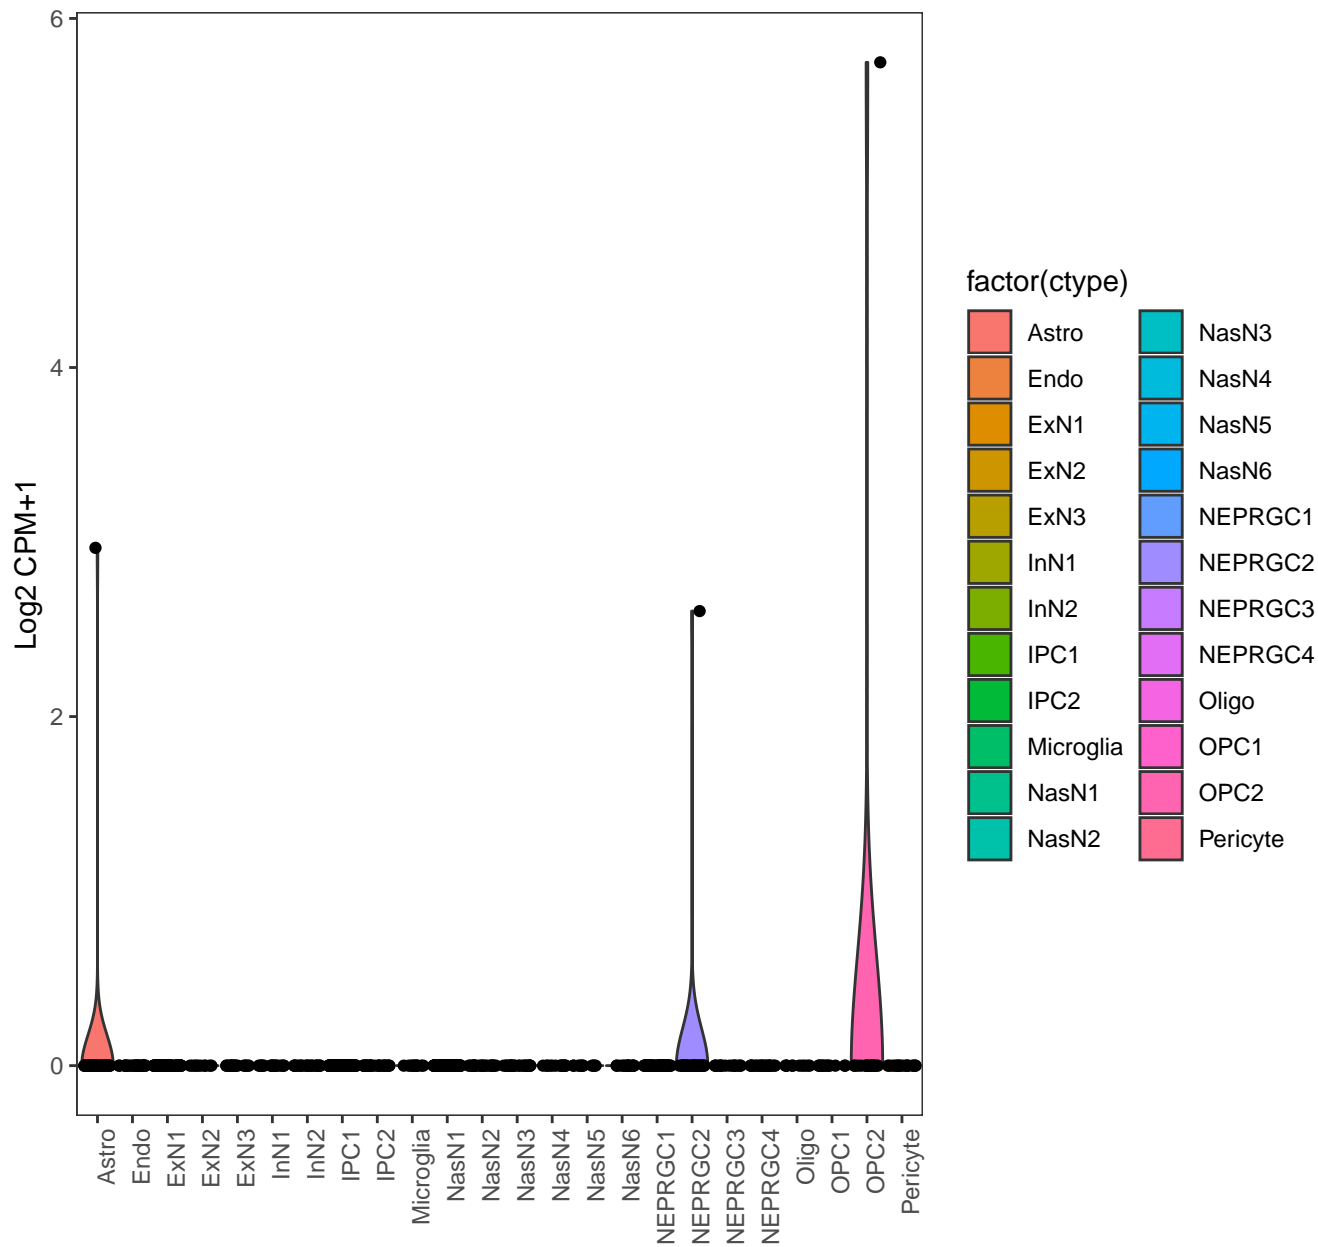 6
4
2
0
Log2 CPM+1
Astro
Endo
ExN1
ExN2
ExN3
InN1
InN2
IPC1
IPC2
Microglia
NasN1
NasN2
NasN3
NasN4
NasN5
NasN6
NEPRGC1
NEPRGC2
NEPRGC3
NEPRGC4
Oligo
OPC1
OPC2
Pericyte
factor(ctype)
Astro
Endo
ExN1
ExN2
ExN3
InN1
InN2
IPC1
IPC2
Microglia
NasN1
NasN2
NasN3
NasN4
NasN5
NasN6
NEPRGC1
NEPRGC2
NEPRGC3
NEPRGC4
Oligo
OPC1
OPC2
Pericyte